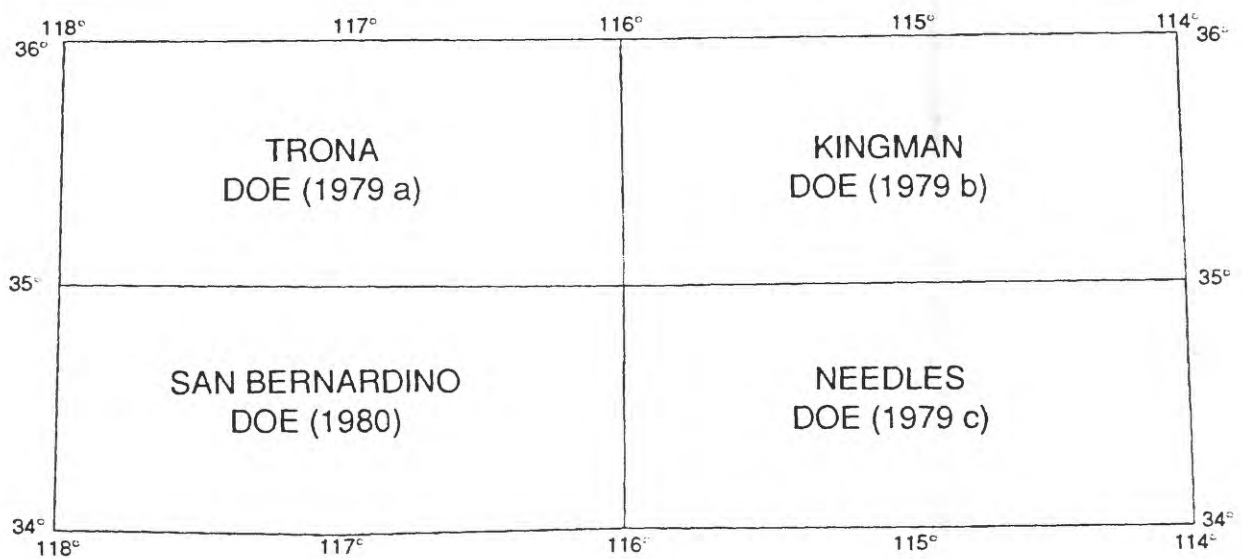 118° 117° 116° 115° 114°
36° 36°
TRONA
DOE (1979 a)
KINGMAN
DOE (1979 b)
35° 35°
SAN BERNARDINO
DOE (1980)
NEEDLES
DOE (1979 c)
34° 34°
118° 117° 116° 115° 114°